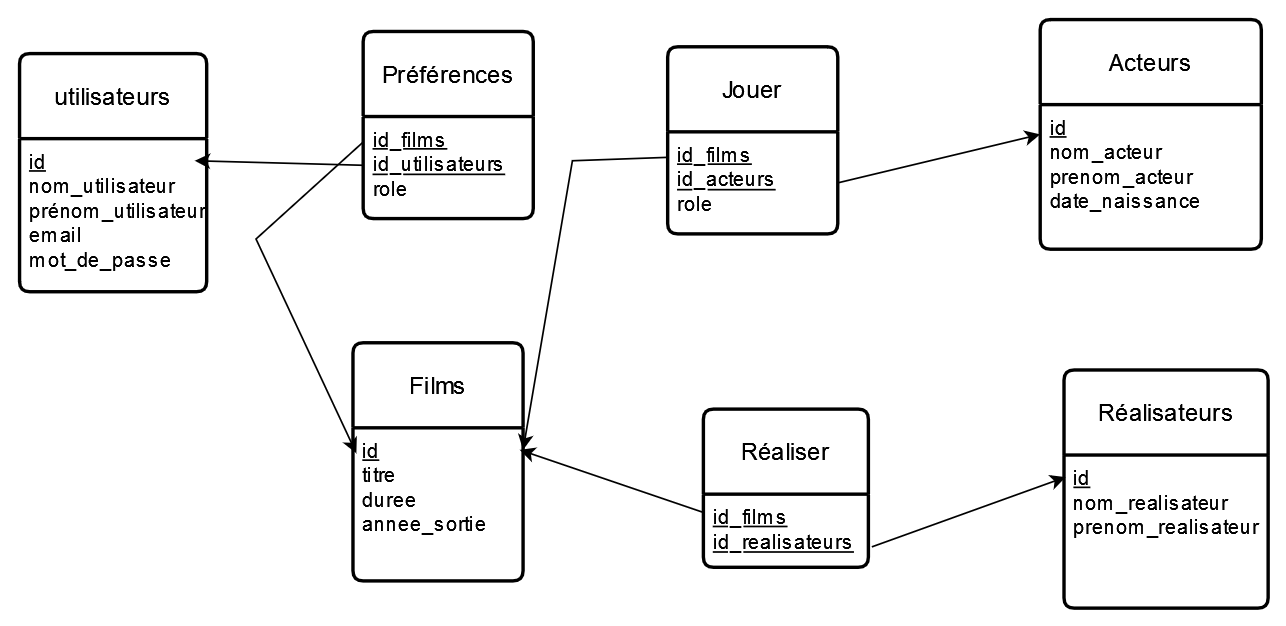 utilisateurs
id
nom_utilisateur
prénom_utilisateur
email
mot_de_passe
Préférences
id_films
id_utilisateurs
role
Jouer
id_films
id_acteurs
role
Acteurs
id
nom_acteur
prenom_acteur
date_naissance
Films
id
titre
duree
annee_sortie
Réaliser
id_films
id_realisateurs
Réalisateurs
id
nom_realisateur
prenom_realisateur